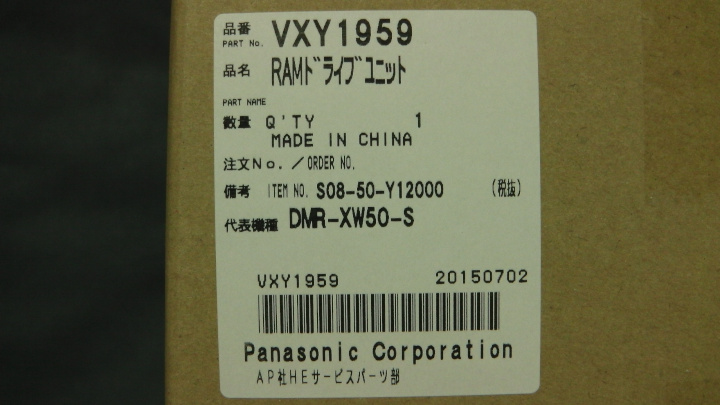 品番
PART No. VXY1959
品名 RAMﾄﾞﾗｲﾌﾞﾕﾆｯﾄ
PART NAME
数量 Q'TY 1
MADE IN CHINA
注文No./ORDER NO.
備考 ITEM NO. S08-50-Y12000 (税抜)
代表機種 DMR-XW50-S
VXY1959 20150702
Panasonic Corporation
AP社HEサービスパーツ部